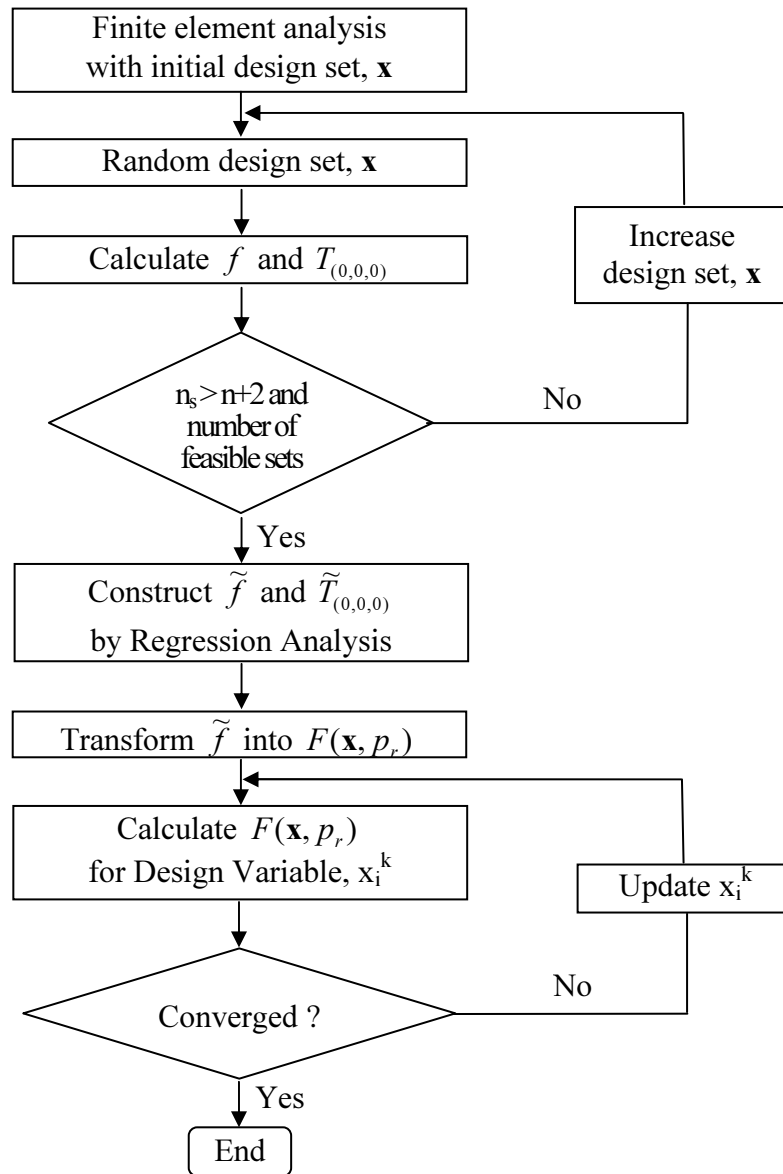 Finite element analysis
with initial design set, x
Random design set, x
Calculate f and T(0,0,0)
Increase
design set, x
nₛ > n+2 and
number of
feasible sets
No
Yes
Construct f̃ and T̃(0,0,0)
by Regression Analysis
Transform f̃ into F(x, pᵣ)
Calculate F(x, pᵣ)
for Design Variable, xᵢᵏ
Update xᵢᵏ
Converged ?
No
Yes
End